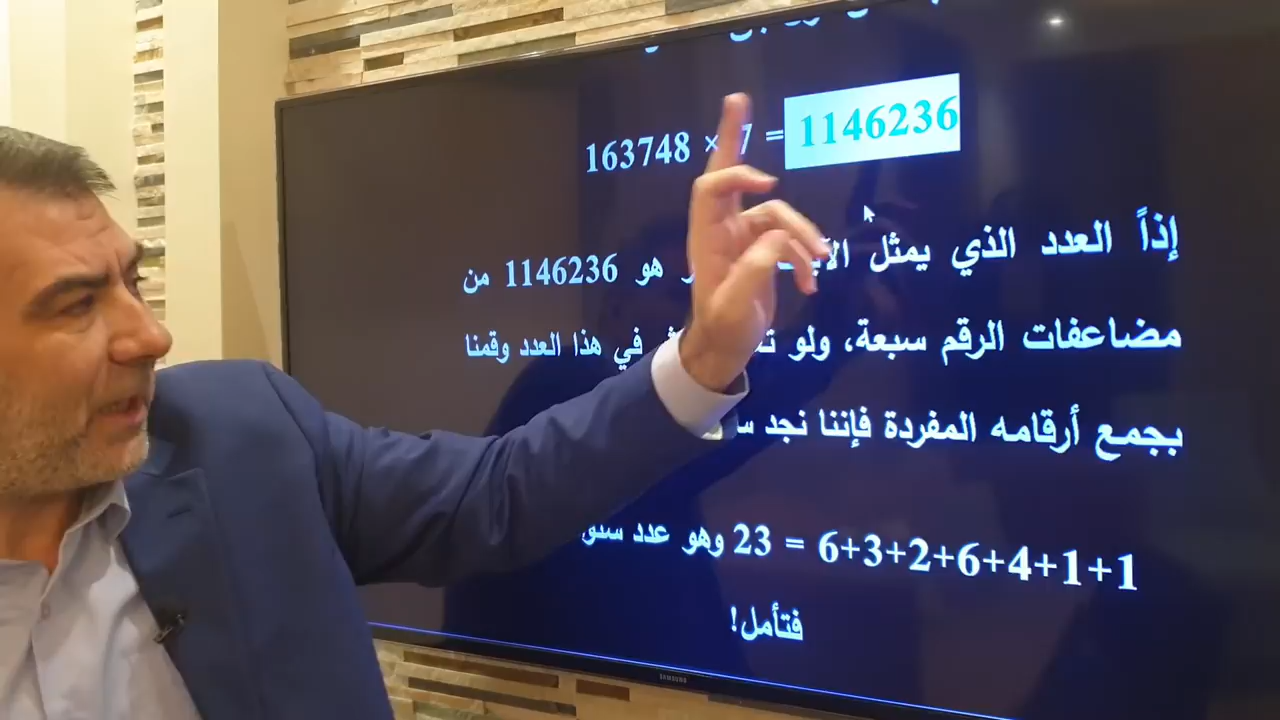 1146236 = 7 × 163748
إذاً العدد الذي يمثل هو 1146236 من
مضاعفات الرقم سبعة، ولو في هذا العدد وقمنا
بجمع أرقامه المفردة فإننا نجد
1+1+4+6+2+3+6 = 23 وهو عدد
فتأمل!
SAMSUNG